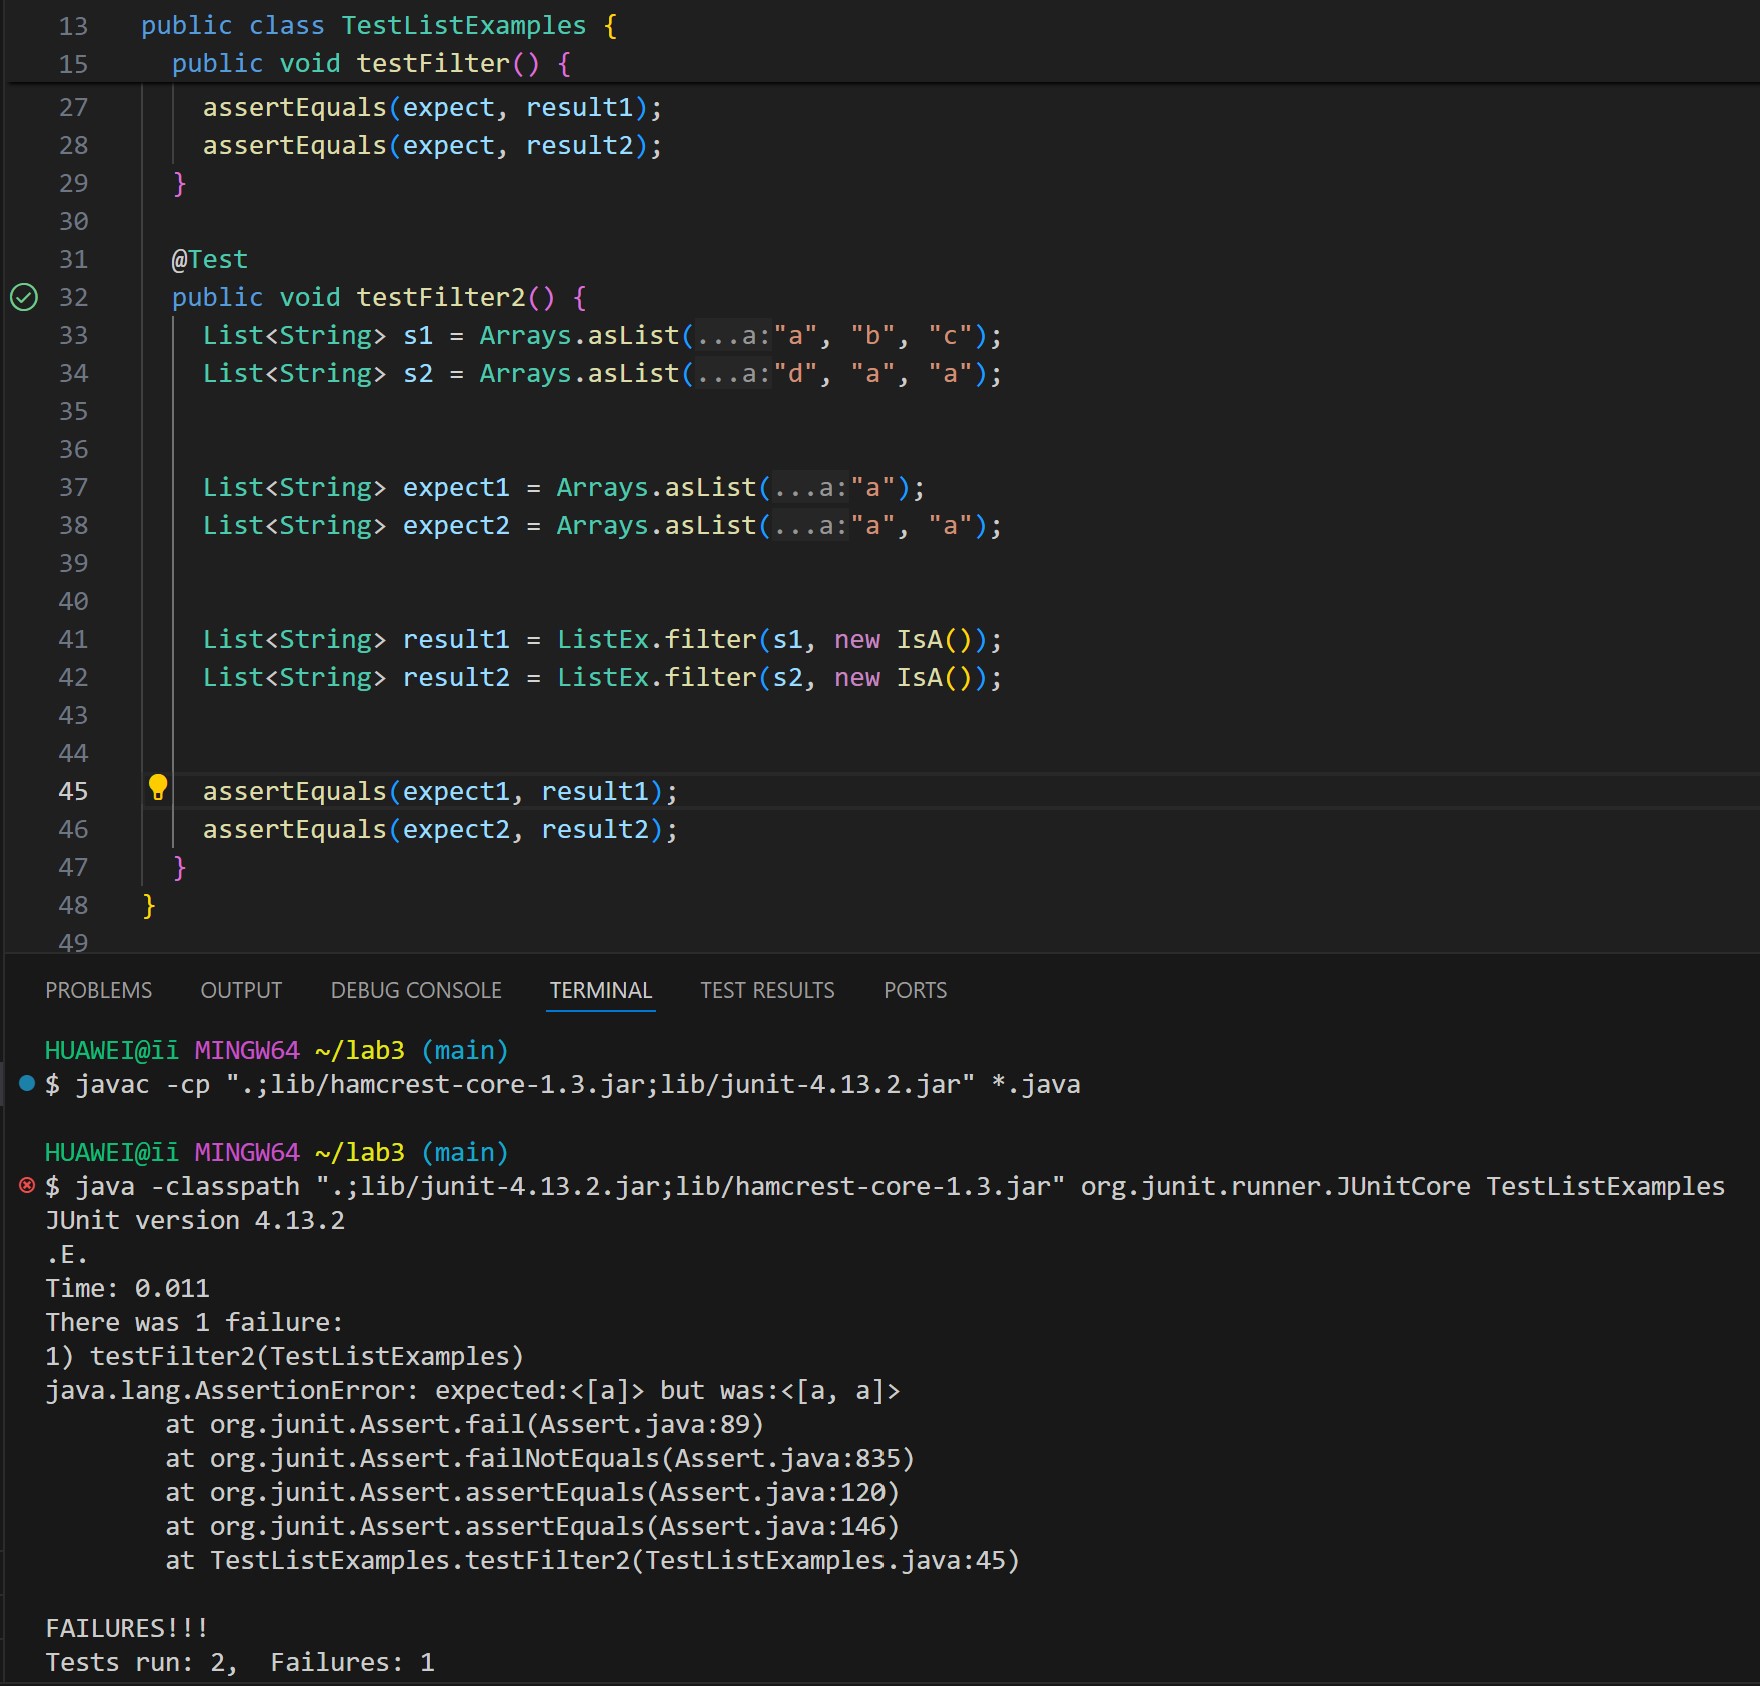 13 public class TestListExamples {
15 public void testFilter() {
27 assertEquals(expect, result1);
28 assertEquals(expect, result2);
29 }
30
31 @Test
32 public void testFilter2() {
33 List<String> s1 = Arrays.asList(...a:"a", "b", "c");
34 List<String> s2 = Arrays.asList(...a:"d", "a", "a");
35
36
37 List<String> expect1 = Arrays.asList(...a:"a");
38 List<String> expect2 = Arrays.asList(...a:"a", "a");
39
40
41 List<String> result1 = ListEx.filter(s1, new IsA());
42 List<String> result2 = ListEx.filter(s2, new IsA());
43
44
45 assertEquals(expect1, result1);
46 assertEquals(expect2, result2);
47 }
48 }
49
PROBLEMS OUTPUT DEBUG CONSOLE TERMINAL TEST RESULTS PORTS
HUAWEI@īī MINGW64 ~/lab3 (main)
$ javac -cp ".;lib/hamcrest-core-1.3.jar;lib/junit-4.13.2.jar" *.java
HUAWEI@īī MINGW64 ~/lab3 (main)
$ java -classpath ".;lib/junit-4.13.2.jar;lib/hamcrest-core-1.3.jar" org.junit.runner.JUnitCore TestListExamples
JUnit version 4.13.2
.E.
Time: 0.011
There was 1 failure:
1) testFilter2(TestListExamples)
java.lang.AssertionError: expected:<[a]> but was:<[a, a]>
at org.junit.Assert.fail(Assert.java:89)
at org.junit.Assert.failNotEquals(Assert.java:835)
at org.junit.Assert.assertEquals(Assert.java:120)
at org.junit.Assert.assertEquals(Assert.java:146)
at TestListExamples.testFilter2(TestListExamples.java:45)
FAILURES!!!
Tests run: 2,  Failures: 1